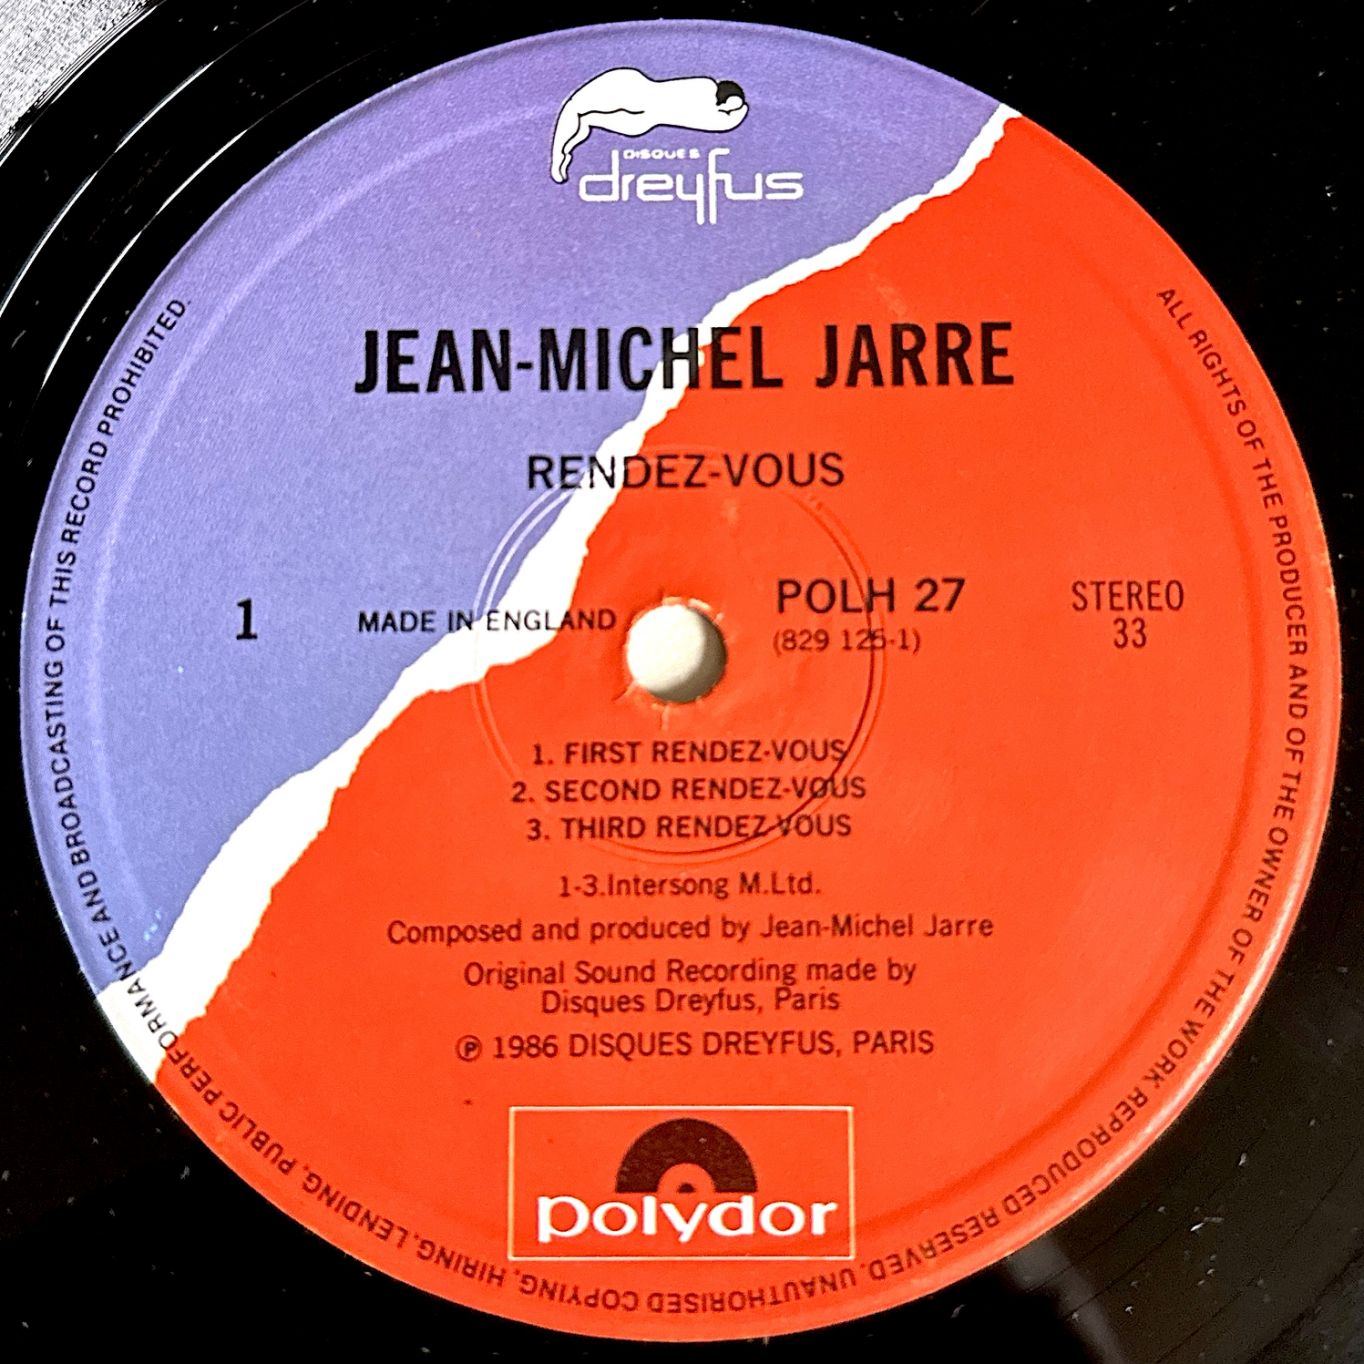 DISQUES
dreyfus
JEAN-MICHEL JARRE
RENDEZ-VOUS
1 MADE IN ENGLAND POLH 27 STEREO
(829 125-1) 33
1. FIRST RENDEZ-VOUS
2. SECOND RENDEZ-VOUS
3. THIRD RENDEZ-VOUS
1-3.Intersong M.Ltd.
Composed and produced by Jean-Michel Jarre
Original Sound Recording made by
Disques Dreyfus, Paris
℗ 1986 DISQUES DREYFUS, PARIS
polydor
ALL RIGHTS OF THE PRODUCER AND OF THE OWNER OF THE WORK REPRODUCED RESERVED. UNAUTHORISED COPYING, HIRING, LENDING, PUBLIC PERFORMANCE AND BROADCASTING OF THIS RECORD PROHIBITED.